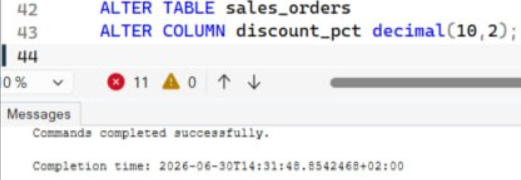 42 ALTER TABLE sales_orders
43 ALTER COLUMN discount_pct decimal(10,2);
44
0 % 11 0
Messages
Commands completed successfully.
Completion time: 2026-06-30T14:31:48.8542468+02:00